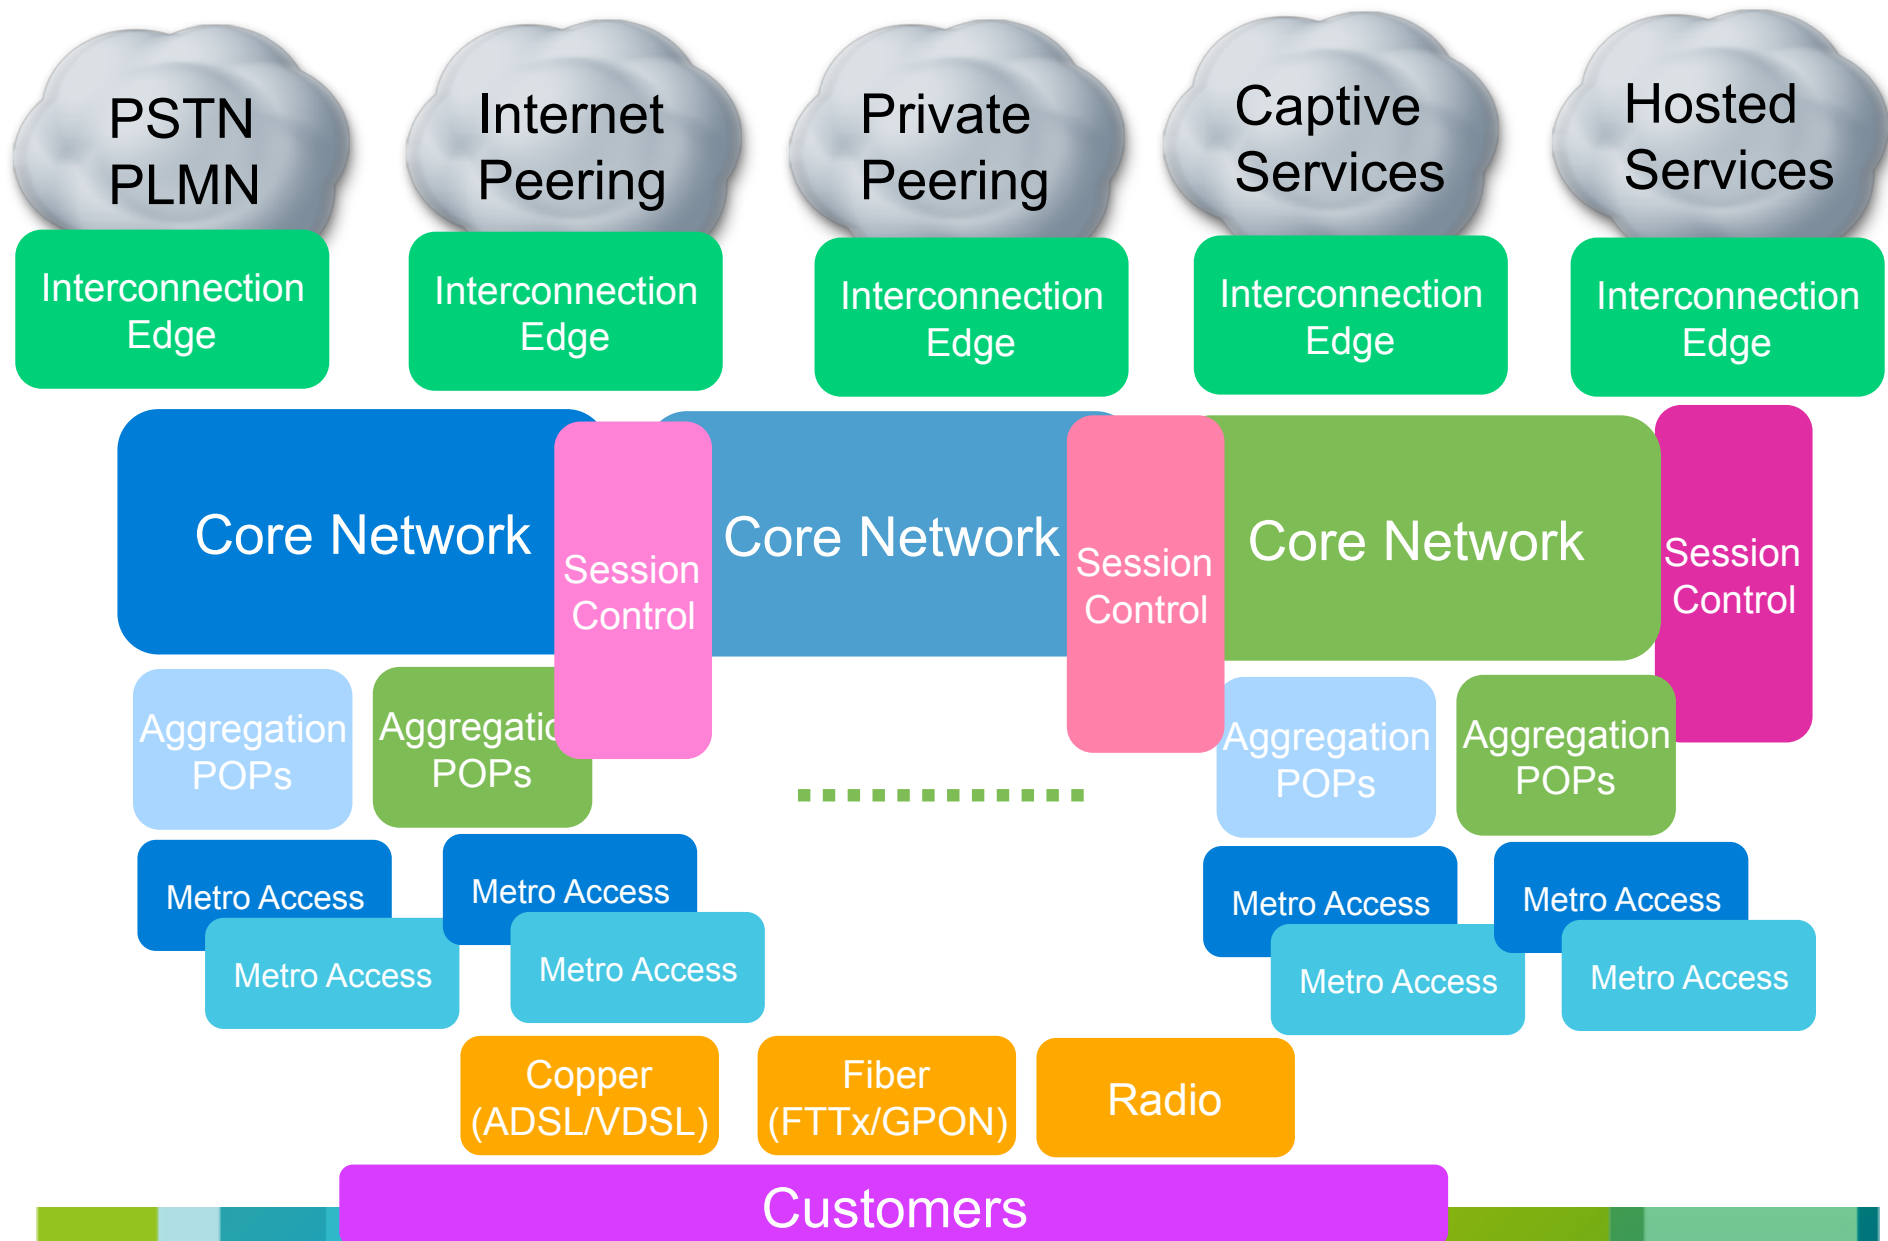 PSTN
PLMN
Internet
Peering
Private
Peering
Captive
Services
Hosted
Services
Interconnection
Edge
Interconnection
Edge
Interconnection
Edge
Interconnection
Edge
Interconnection
Edge
Core Network
Session
Control
Core Network
Session
Control
Core Network
Session
Control
Aggregation
POPs
Aggregatio
POPs
Aggregation
POPs
Aggregation
POPs
Metro Access
Metro Access
Metro Access
Metro Access
Metro Access
Metro Access
Metro Access
Metro Access
Copper
(ADSL/VDSL)
Fiber
(FTTx/GPON)
Radio
Customers